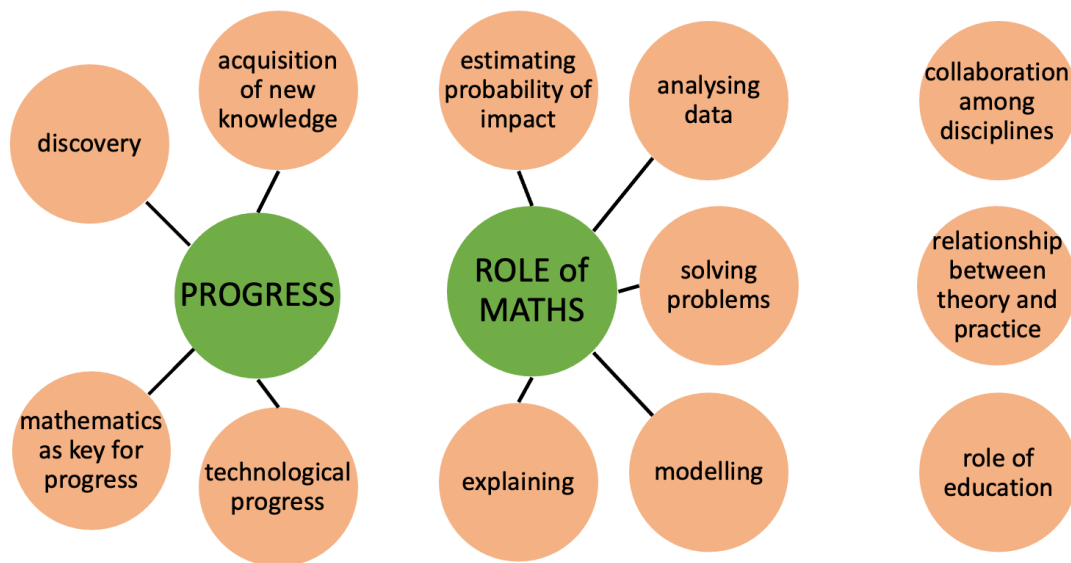 discovery
acquisition
of new
knowledge
PROGRESS
mathematics
as key for
progress
technological
progress
estimating
probability of
impact
analysing
data
ROLE of
MATHS
solving
problems
explaining
modelling
collaboration
among
disciplines
relationship
between
theory and
practice
role of
education